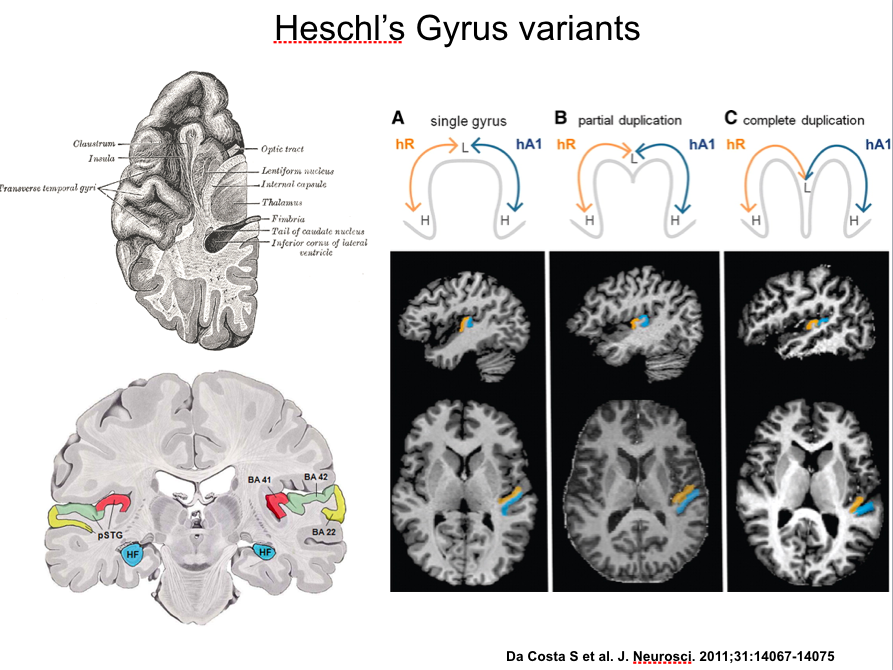 Heschl's Gyrus variants
Claustrum
Insula
Transverse temporal gyri
Optic tract
Lentiform nucleus
Internal capsule
Thalamus
Fimbria
Tail of caudate nucleus
Inferior cornu of lateral
ventricle
A single gyrus
hR L hA1
H H
B partial duplication
hR L hA1
H H
C complete duplication
hR L hA1
H H
BA 41 BA 42
BA 22
pSTG
HF HF
Da Costa S et al. J. Neurosci. 2011;31:14067-14075